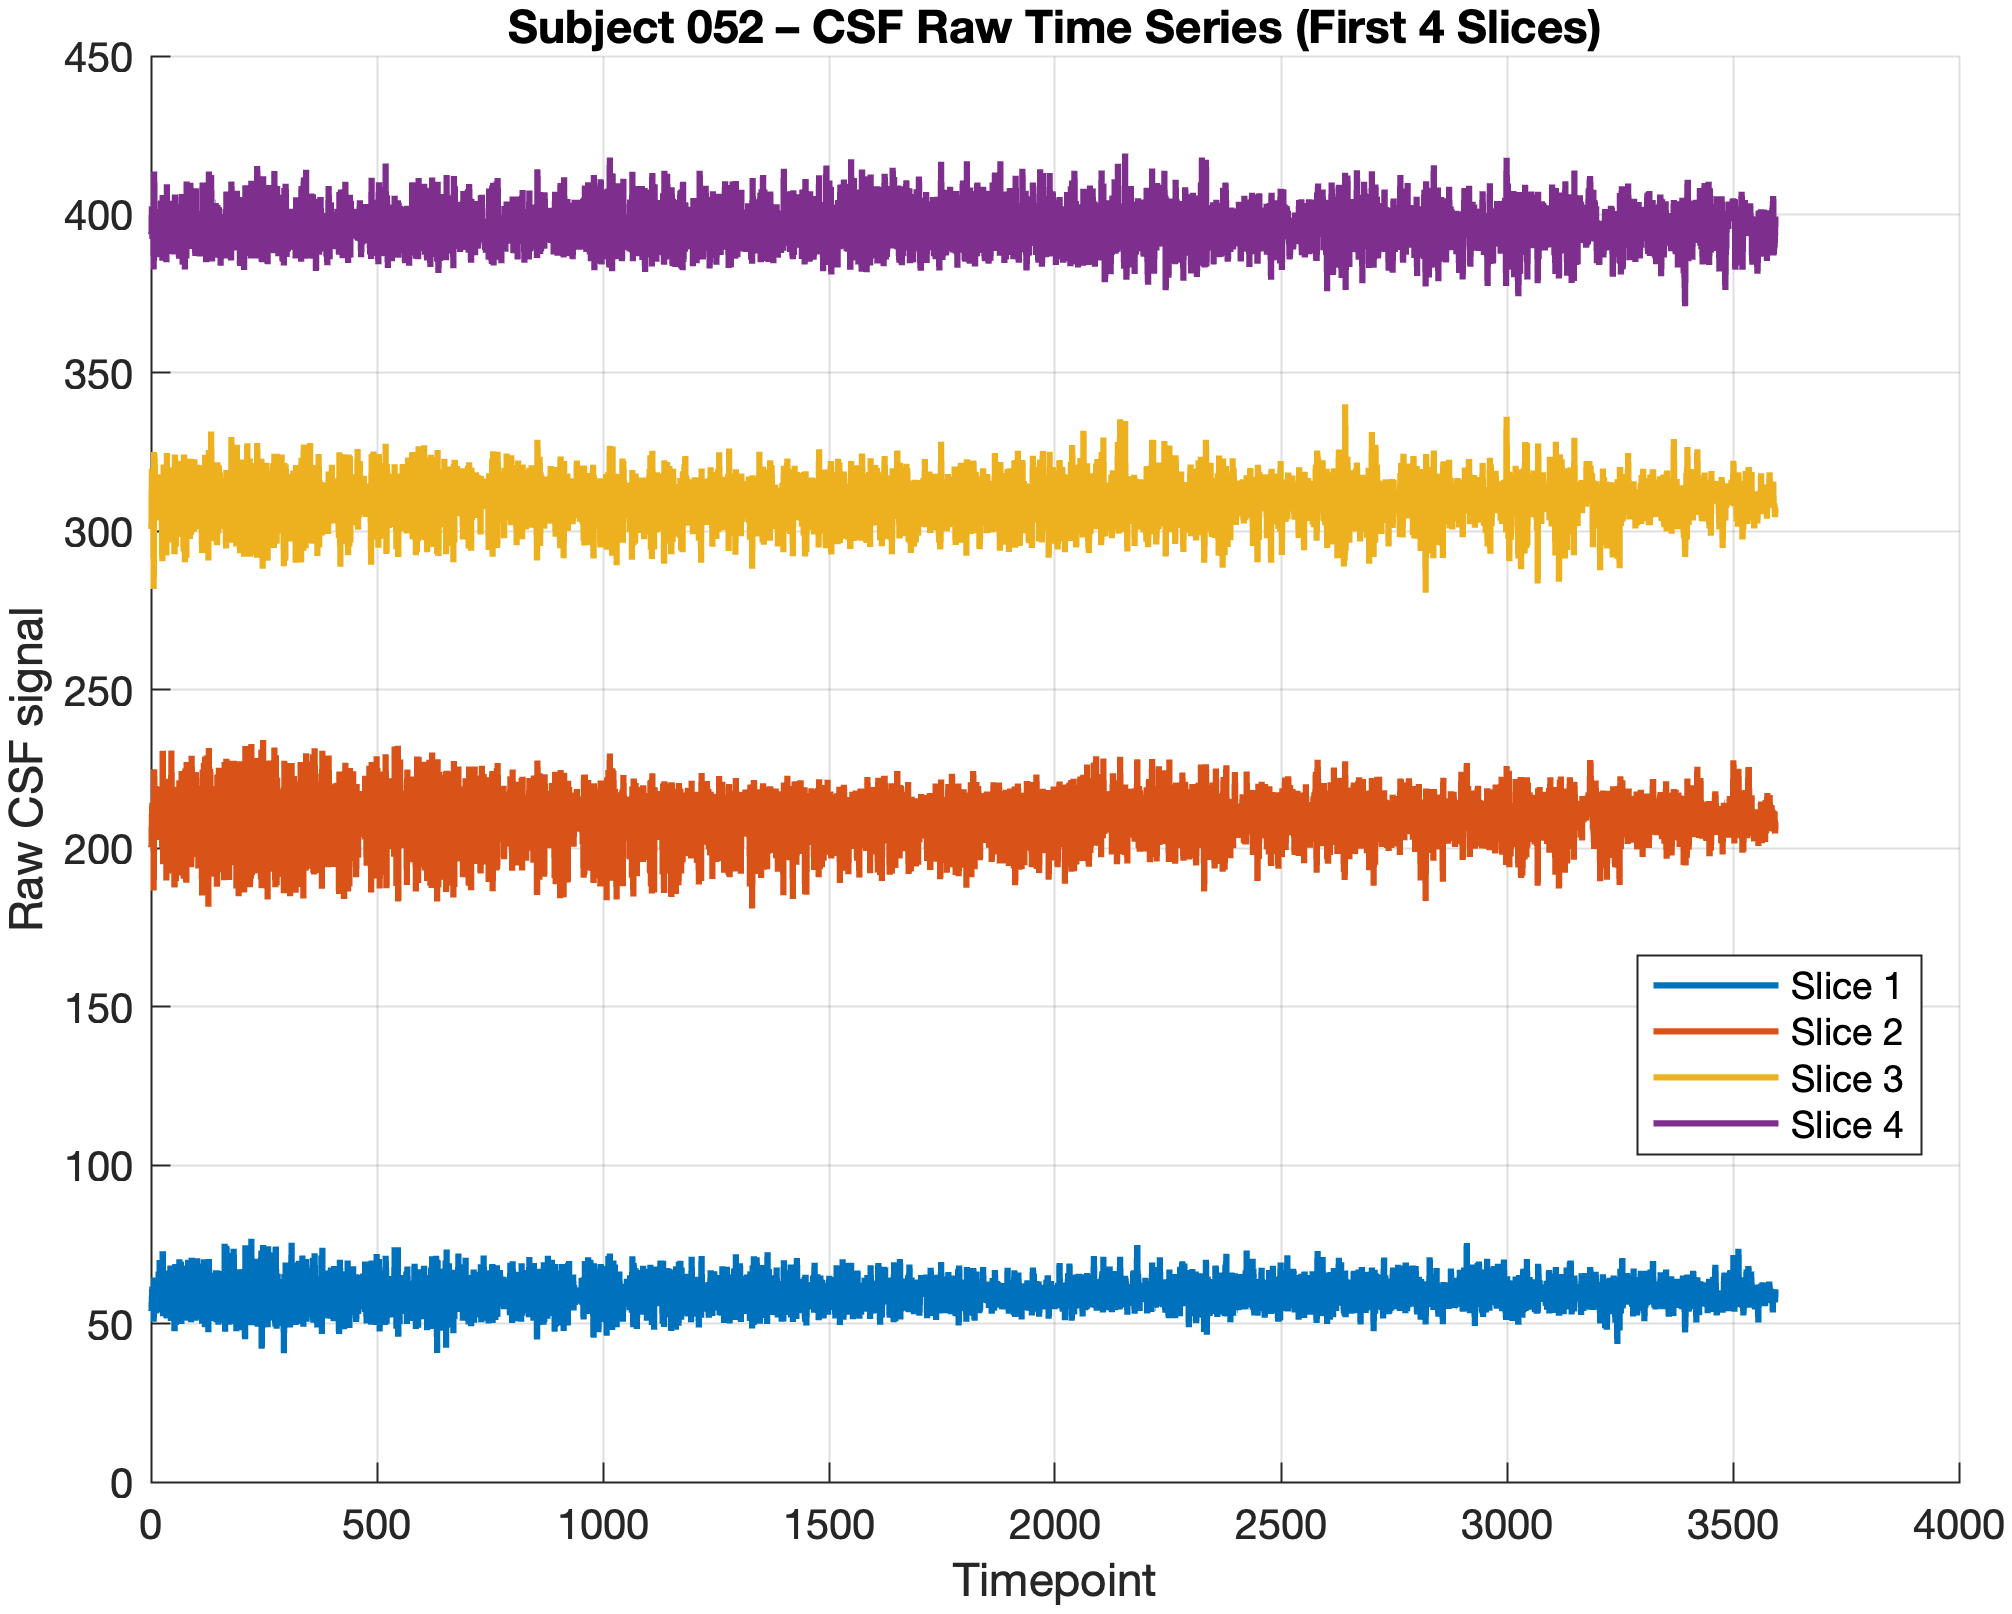 Subject 052 – CSF Raw Time Series (First 4 Slices)
450
400
350
300
250
200
150
100
50
0
Raw CSF signal
Slice 1
Slice 2
Slice 3
Slice 4
0 500 1000 1500 2000 2500 3000 3500 4000
Timepoint